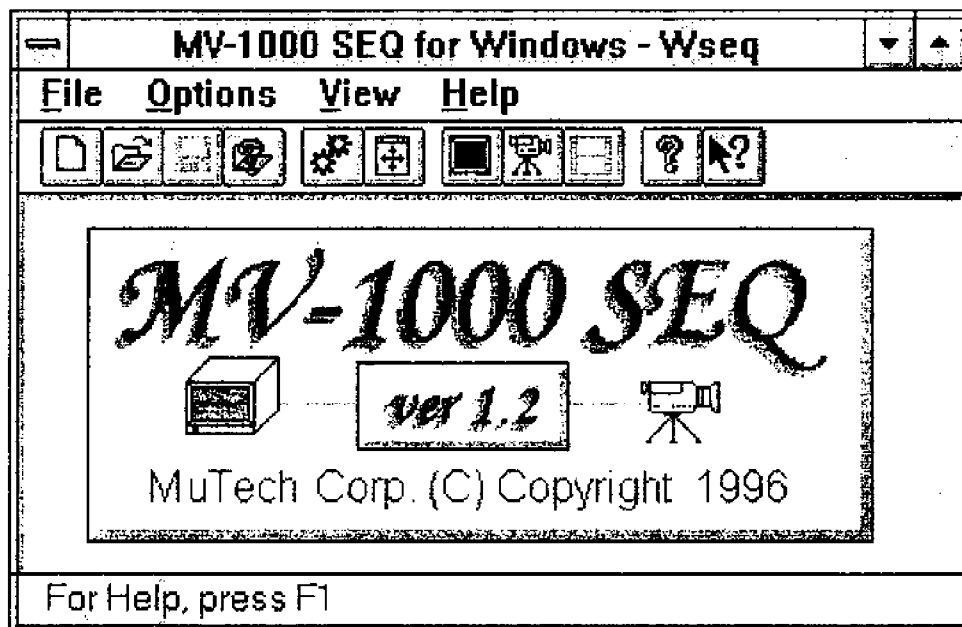 MV-1000 SEQ for Windows - Wseq
File Options View Help
MV-1000 SEQ
ver 1.2
MuTech Corp. (C) Copyright 1996
For Help, press F1